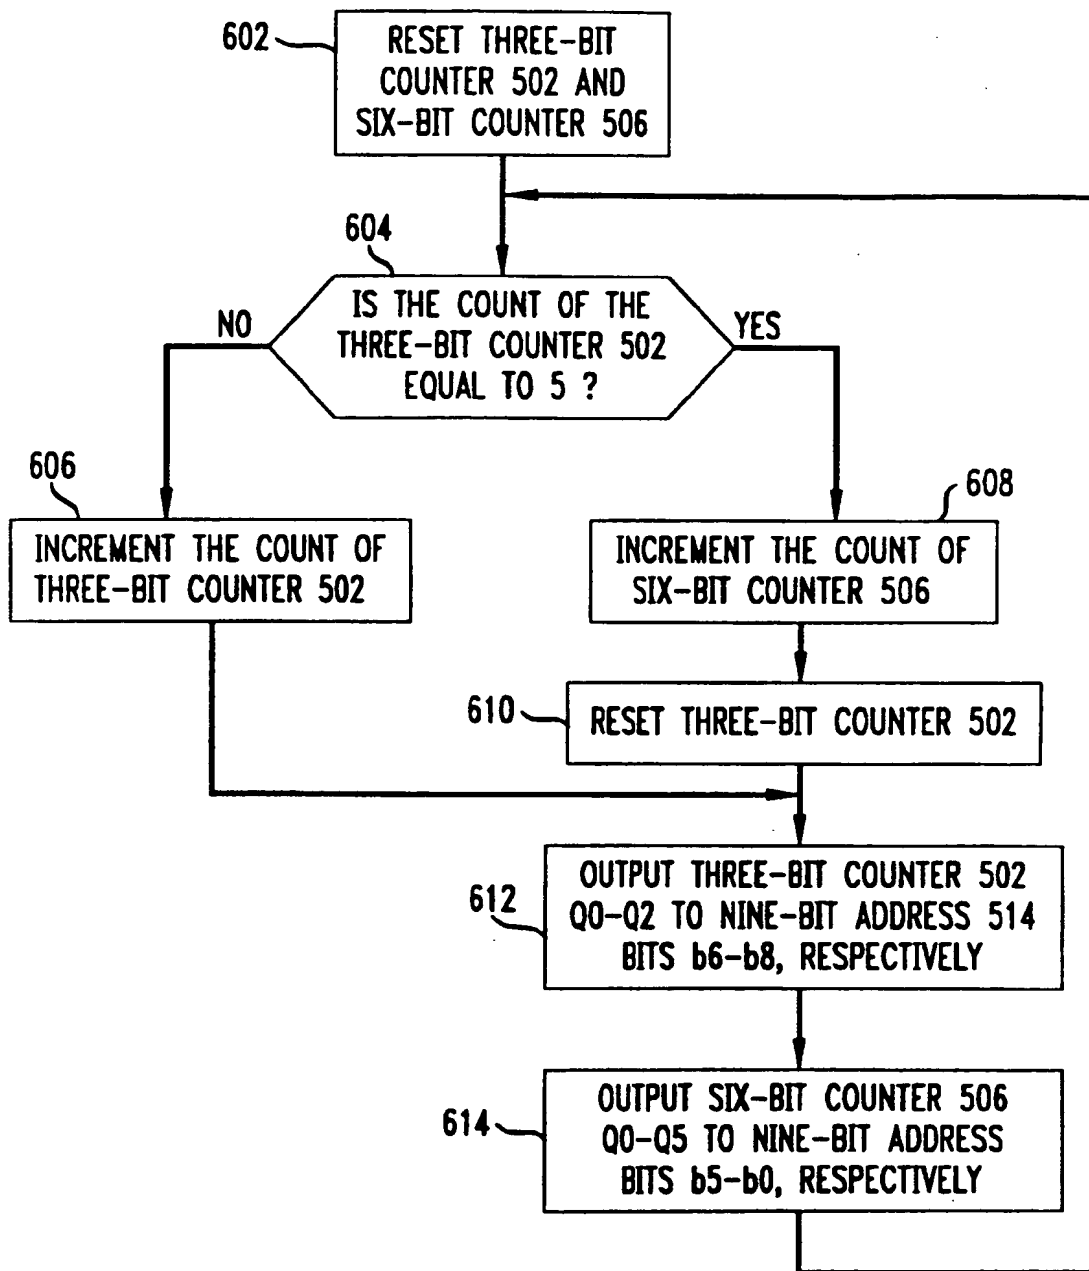 602
RESET THREE-BIT
COUNTER 502 AND
SIX-BIT COUNTER 506
604
IS THE COUNT OF THE
THREE-BIT COUNTER 502
EQUAL TO 5 ?
NO
YES
606
INCREMENT THE COUNT OF
THREE-BIT COUNTER 502
608
INCREMENT THE COUNT OF
SIX-BIT COUNTER 506
610
RESET THREE-BIT COUNTER 502
612
OUTPUT THREE-BIT COUNTER 502
Q0-Q2 TO NINE-BIT ADDRESS 514
BITS b6-b8, RESPECTIVELY
614
OUTPUT SIX-BIT COUNTER 506
Q0-Q5 TO NINE-BIT ADDRESS
BITS b5-b0, RESPECTIVELY